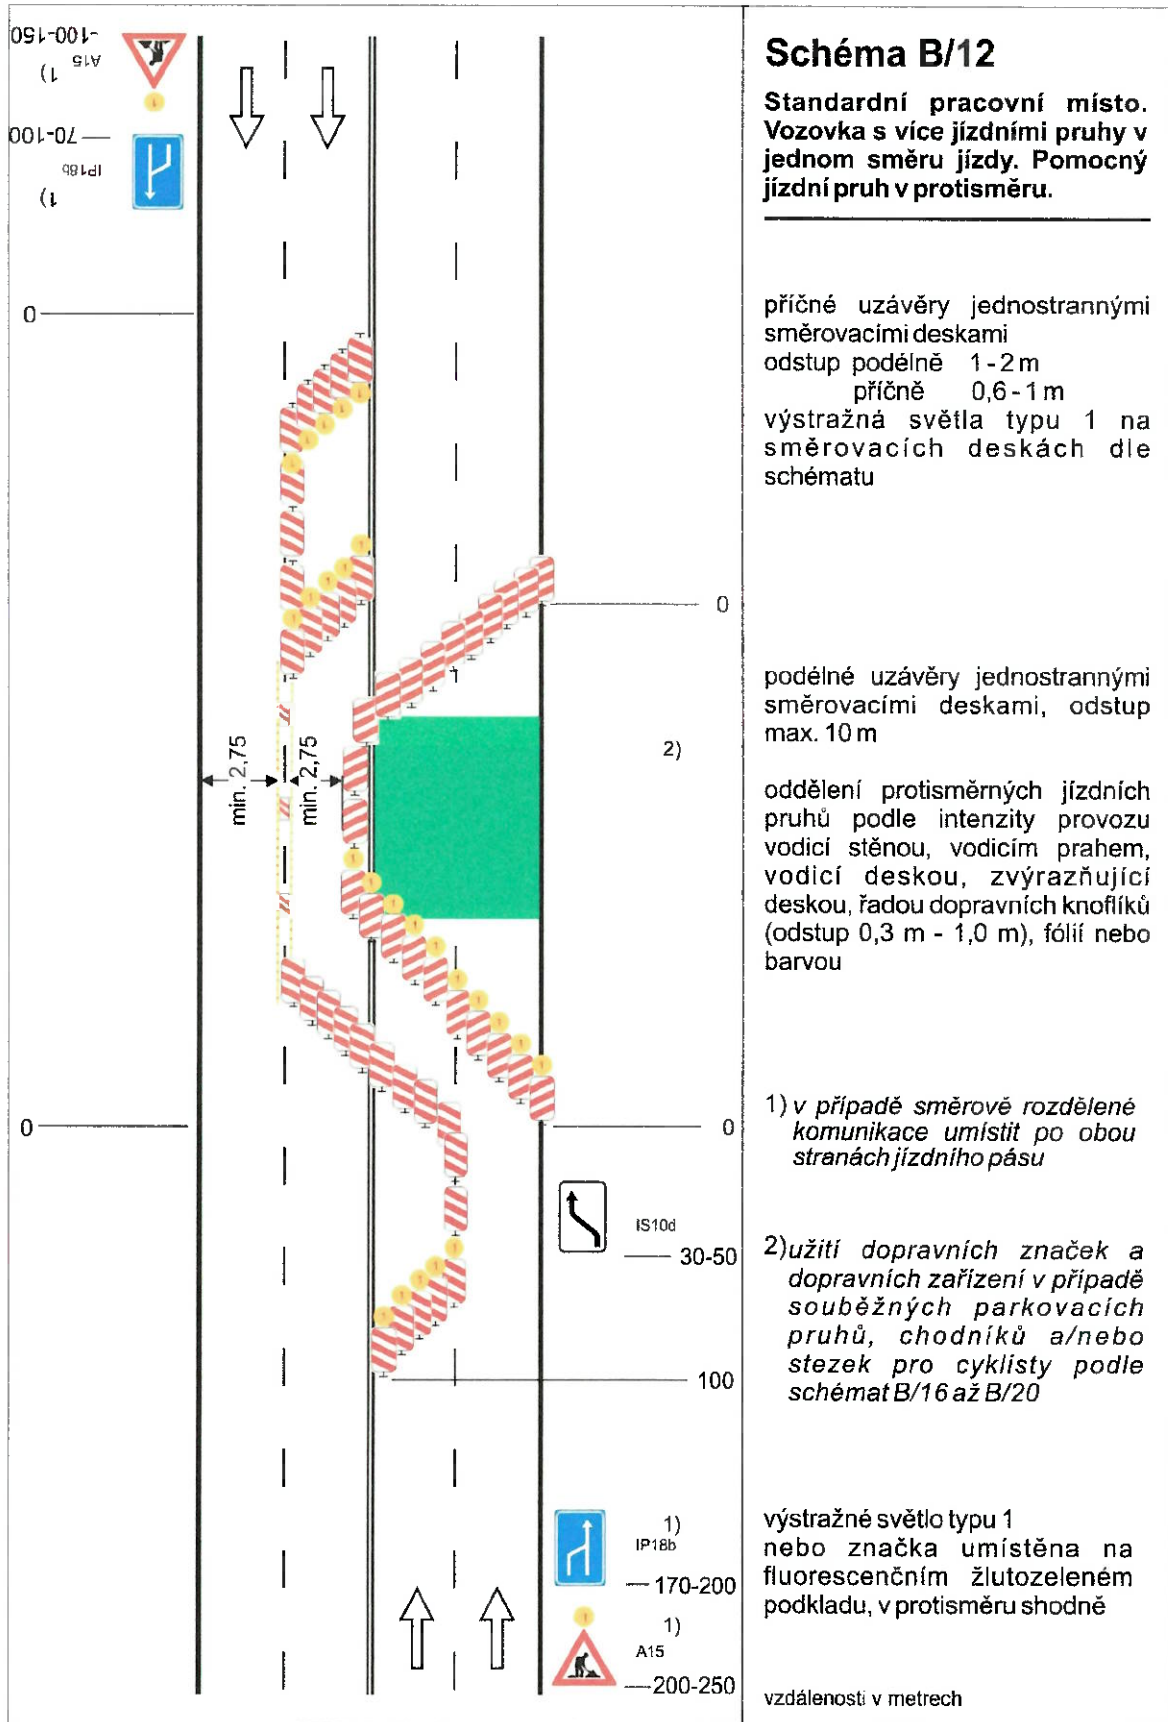 -100-150
A15
1)
70-100
IP18b
1)
0
min. 2,75
min. 2,75
2)
0
0
0
IS10d
30-50
100
1)
IP18b
170-200
1)
A15
200-250
Schéma B/12
Standardní pracovní místo.
Vozovka s více jízdními pruhy v
jednom směru jízdy. Pomocný
jízdní pruh v protisměru.
příčné uzávěry jednostrannými
směrovacími deskami
odstup podélně 1-2 m
příčně 0,6-1 m
výstražná světla typu 1 na
směrovacích deskách dle
schématu
podélné uzávěry jednostrannými
směrovacími deskami, odstup
max. 10 m
oddělení protisměrných jízdních
pruhů podle intenzity provozu
vodicí stěnou, vodicím prahem,
vodicí deskou, zvýrazňující
deskou, řadou dopravních knoflíků
(odstup 0,3 m - 1,0 m), fólií nebo
barvou
1) v případě směrově rozdělené
komunikace umístit po obou
stranách jízdního pásu
2) užití dopravních značek a
dopravních zařízení v případě
souběžných parkovacích
pruhů, chodníků a/nebo
stezek pro cyklisty podle
schémat B/16 až B/20
výstražné světlo typu 1
nebo značka umístěna na
fluorescenčním žlutozeleném
podkladu, v protisměru shodně
vzdálenosti v metrech